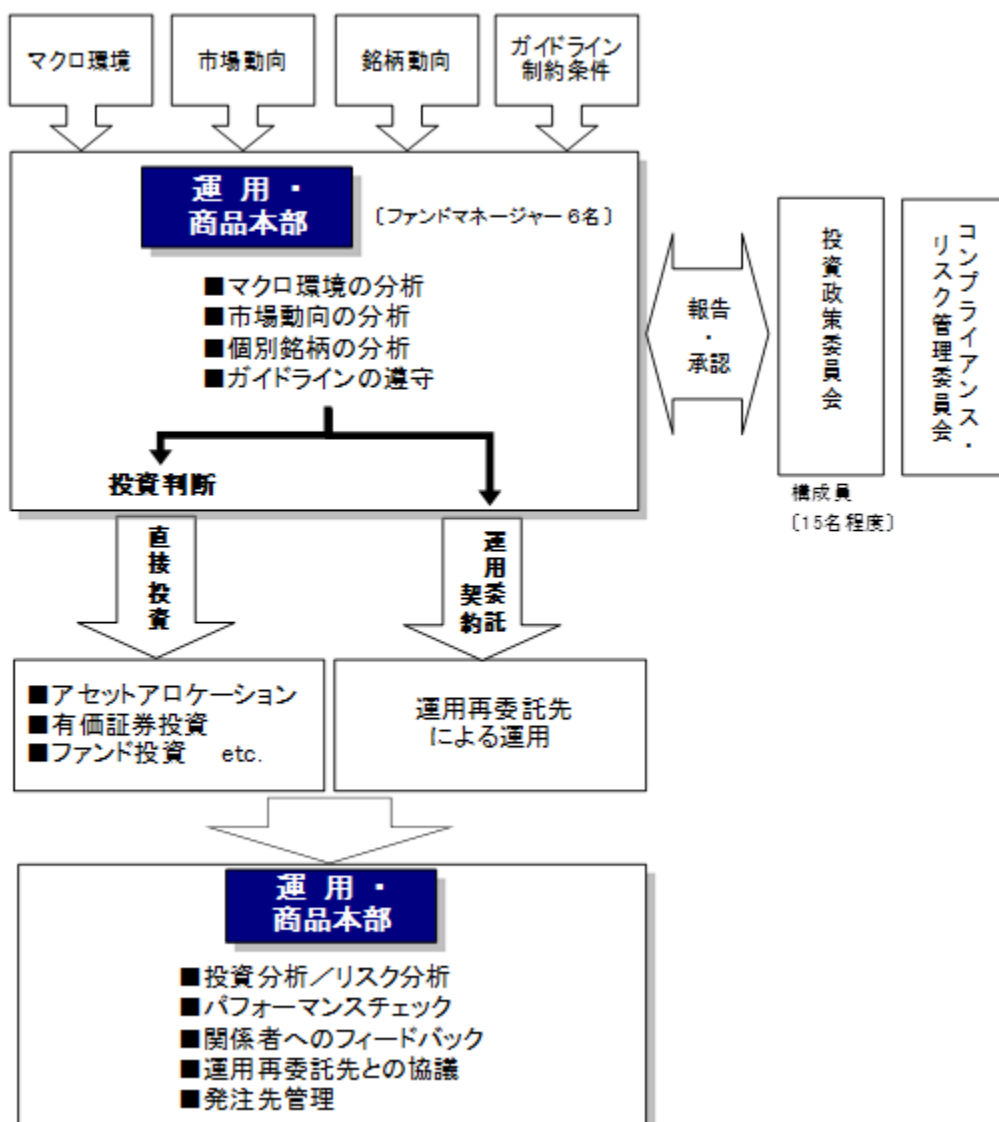 マクロ環境
市場動向
銘柄動向
ガイドライン
制約条件
運 用 ・
商品本部
〔ファンドマネージャー 6名〕
■マクロ環境の分析
■市場動向の分析
■個別銘柄の分析
■ガイドラインの遵守
報告
・
承認
投資政策委員会
コンプライアンス・
リスク管理委員会
構成員
〔15名程度〕
投資判断
直接投資
運用委託
契約
■アセットアロケーション
■有価証券投資
■ファンド投資 etc.
運用再委託先
による運用
運 用 ・
商品本部
■投資分析／リスク分析
■パフォーマンスチェック
■関係者へのフィードバック
■運用再委託先との協議
■発注先管理